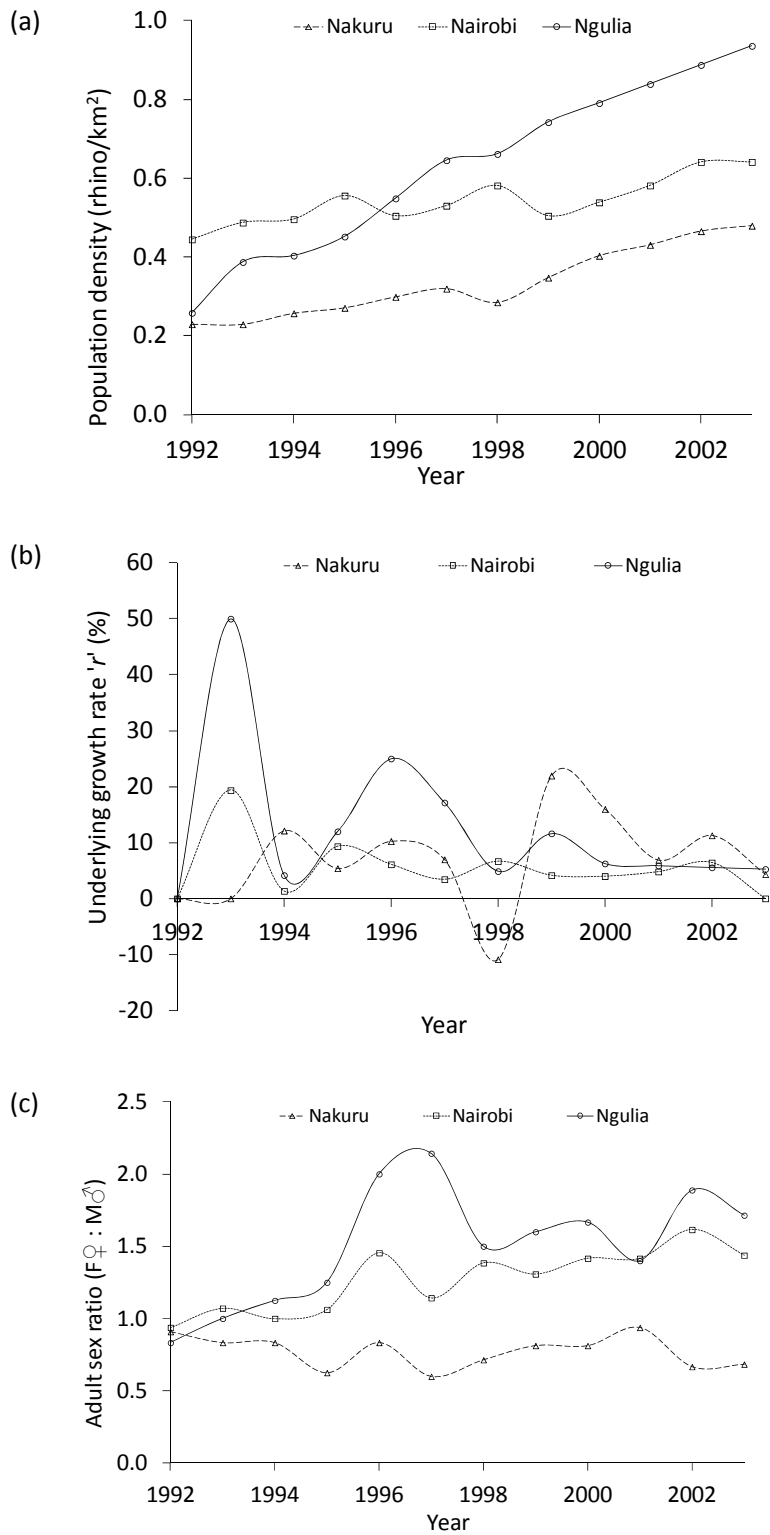 (a)
Nakuru Nairobi Ngulia
Population density (rhino/km²)
1.0
0.8
0.6
0.4
0.2
0.0
1992 1994 1996 1998 2000 2002
Year
(b)
Nakuru Nairobi Ngulia
Underlying growth rate 'r' (%)
60
50
40
30
20
10
0
-10
-20
1992 1994 1996 1998 2000 2002
Year
(c)
Nakuru Nairobi Ngulia
Adult sex ratio (F♀ : M♂)
2.5
2.0
1.5
1.0
0.5
0.0
1992 1994 1996 1998 2000 2002
Year